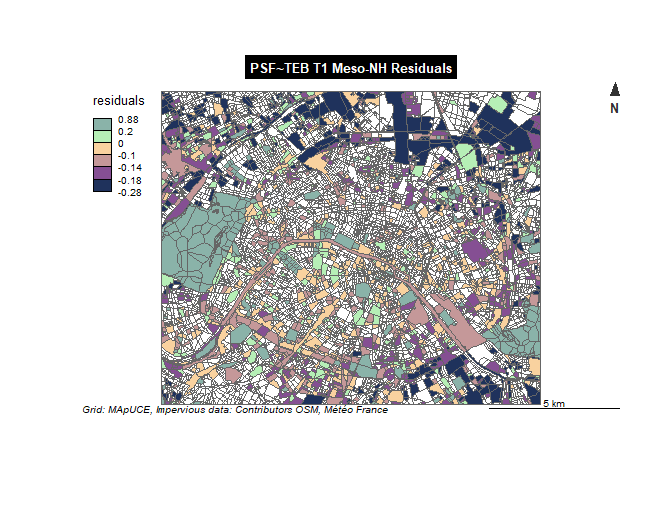 PSF~TEB T1 Meso-NH Residuals
residuals
0.88
0.2
0
-0.1
-0.14
-0.18
-0.28
N
5 km
Grid: MApUCE, Impervious data: Contributors OSM, Météo France